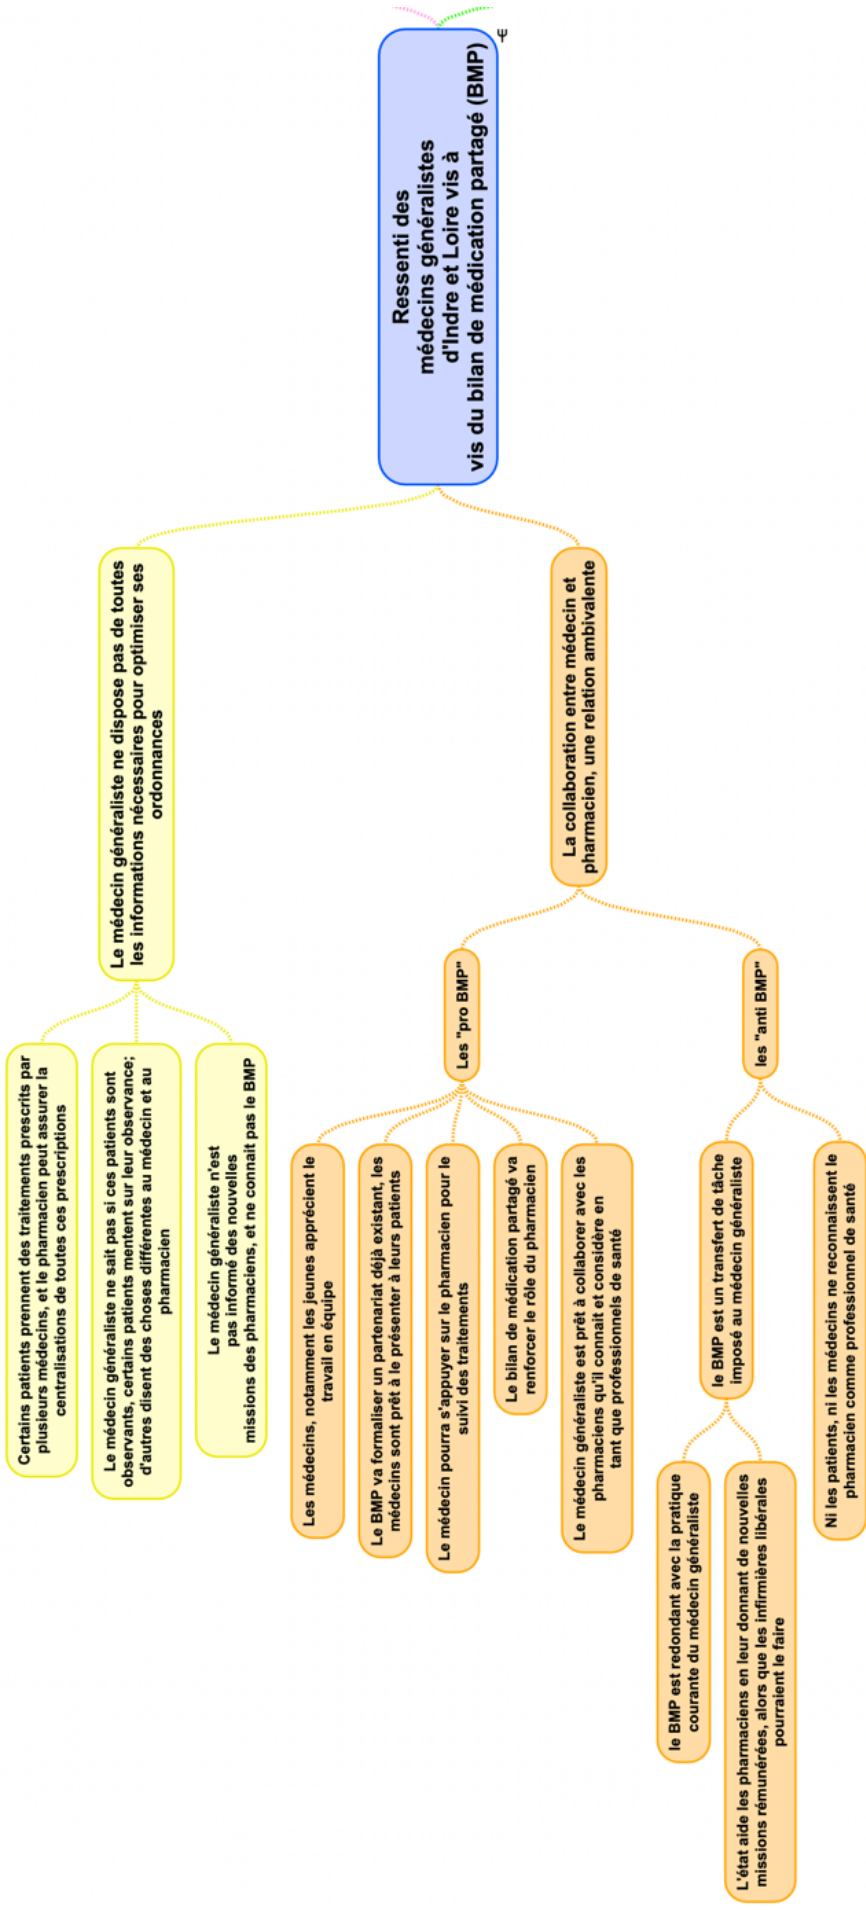 Ressenti des
médecins généralistes
d'Indre et Loire vis à
vis du bilan de médication partagé (BMP)
Le médecin généraliste ne dispose pas de toutes
les informations nécessaires pour optimiser ses
ordonnances
Certains patients prennent des traitements prescrits par
plusieurs médecins, et le pharmacien peut assurer la
centralisations de toutes ces prescriptions
Le médecin généraliste ne sait pas si ces patients sont
observants, certains patients mentent sur leur observance;
d'autres disent des choses différentes au médecin et au
pharmacien
Le médecin généraliste n'est
pas informé des nouvelles
missions des pharmaciens, et ne connait pas le BMP
La collaboration entre médecin et
pharmacien, une relation ambivalente
Les "pro BMP"
Les médecins, notamment les jeunes apprécient le
travail en équipe
Le BMP va formaliser un partenariat déjà existant, les
médecins sont prêt à le présenter à leurs patients
Le médecin pourra s'appuyer sur le pharmacien pour le
suivi des traitements
Le bilan de médication partagé va
renforcer le rôle du pharmacien
Le médecin généraliste est prêt à collaborer avec les
pharmaciens qu'il connait et considère en
tant que professionnels de santé
les "anti BMP"
le BMP est un transfert de tâche
imposé au médecin généraliste
le BMP est redondant avec la pratique
courante du médecin généraliste
L'état aide les pharmaciens en leur donnant de nouvelles
missions rémunérées, alors que les infirmières libérales
pourraient le faire
Ni les patients, ni les médecins ne reconnaissent le
pharmacien comme professionnel de santé